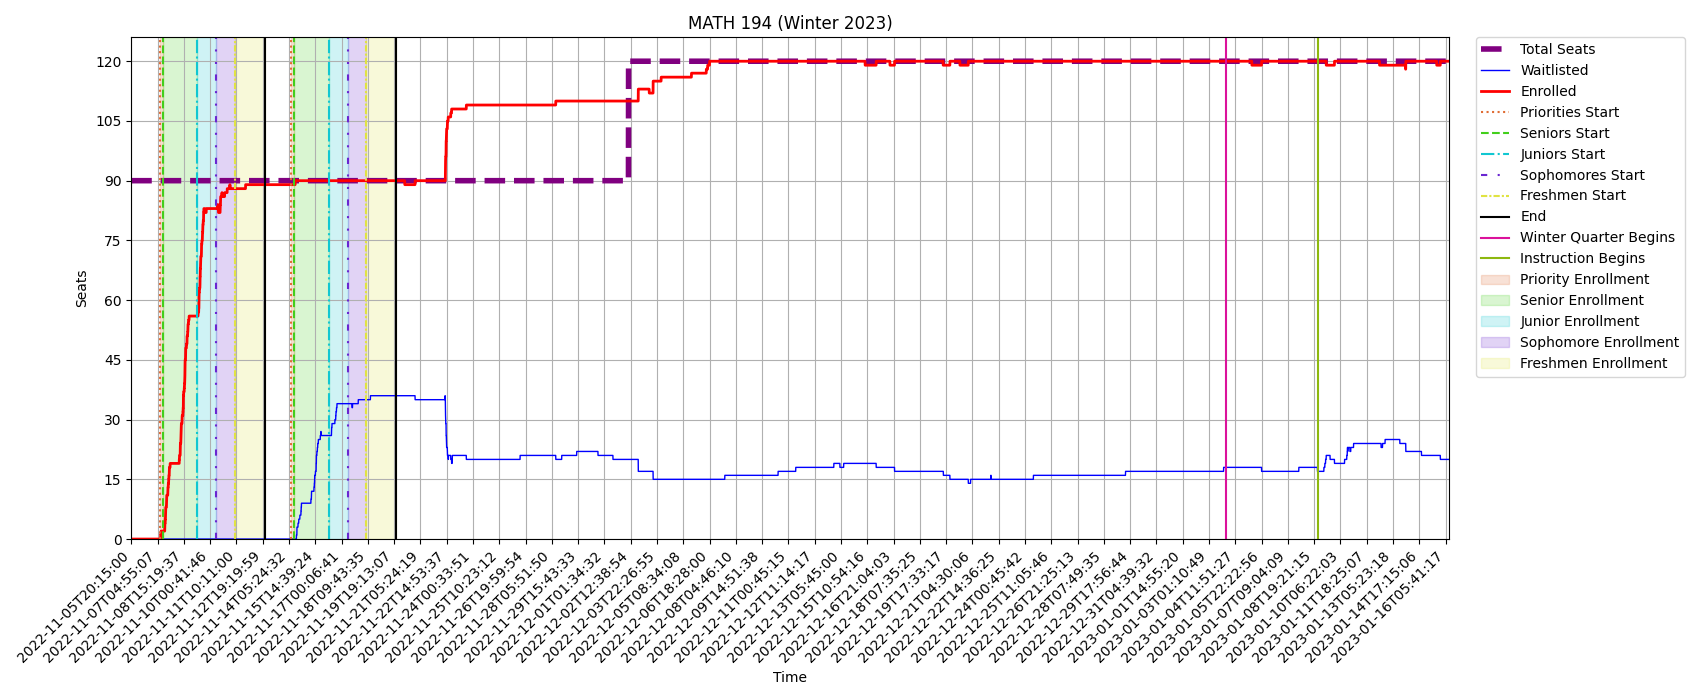 MATH 194 (Winter 2023)
Seats
120
105
90
75
60
45
30
15
0
2022-11-05T20:15:00
2022-11-07T04:55:07
2022-11-08T15:19:37
2022-11-10T00:41:46
2022-11-11T10:11:00
2022-11-12T19:19:59
2022-11-14T05:24:32
2022-11-15T14:39:24
2022-11-17T00:06:41
2022-11-18T09:43:35
2022-11-19T19:13:07
2022-11-21T05:24:19
2022-11-22T14:53:37
2022-11-24T00:33:51
2022-11-25T10:23:12
2022-11-26T19:59:54
2022-11-28T05:51:50
2022-11-29T15:43:33
2022-12-01T01:34:32
2022-12-02T12:38:54
2022-12-03T22:26:55
2022-12-05T08:34:08
2022-12-06T18:28:00
2022-12-08T04:46:10
2022-12-09T14:51:38
2022-12-11T00:45:15
2022-12-12T11:14:17
2022-12-13T05:45:00
2022-12-15T10:54:16
2022-12-16T21:04:03
2022-12-18T07:35:25
2022-12-19T17:33:17
2022-12-21T04:30:06
2022-12-22T14:36:25
2022-12-24T00:45:42
2022-12-25T11:05:46
2022-12-26T21:25:13
2022-12-28T07:49:35
2022-12-29T17:56:44
2022-12-31T04:39:32
2023-01-01T14:55:20
2023-01-03T01:10:49
2023-01-04T11:51:27
2023-01-05T22:22:56
2023-01-07T09:04:09
2023-01-08T19:21:15
2023-01-10T06:22:03
2023-01-11T18:25:07
2023-01-13T05:23:18
2023-01-14T17:15:06
2023-01-16T05:41:17
Time
Total Seats
Waitlisted
Enrolled
Priorities Start
Seniors Start
Juniors Start
Sophomores Start
Freshmen Start
End
Winter Quarter Begins
Instruction Begins
Priority Enrollment
Senior Enrollment
Junior Enrollment
Sophomore Enrollment
Freshmen Enrollment